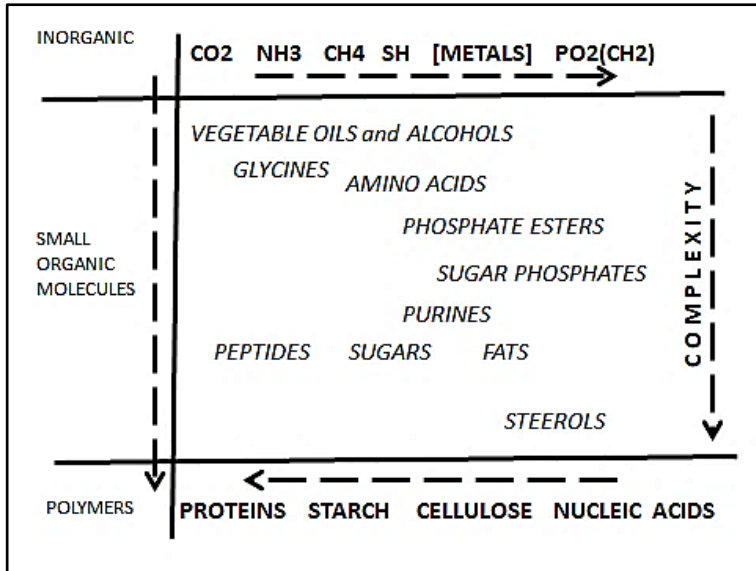 INORGANIC
CO2 NH3 CH4 SH [METALS] PO2(CH2)
VEGETABLE OILS and ALCOHOLS
GLYCINES
AMINO ACIDS
PHOSPHATE ESTERS
SMALL
ORGANIC
MOLECULES
SUGAR PHOSPHATES
PURINES
PEPTIDES SUGARS FATS
STEEROLS
COMPLEXITY
POLYMERS
PROTEINS STARCH CELLULOSE NUCLEIC ACIDS